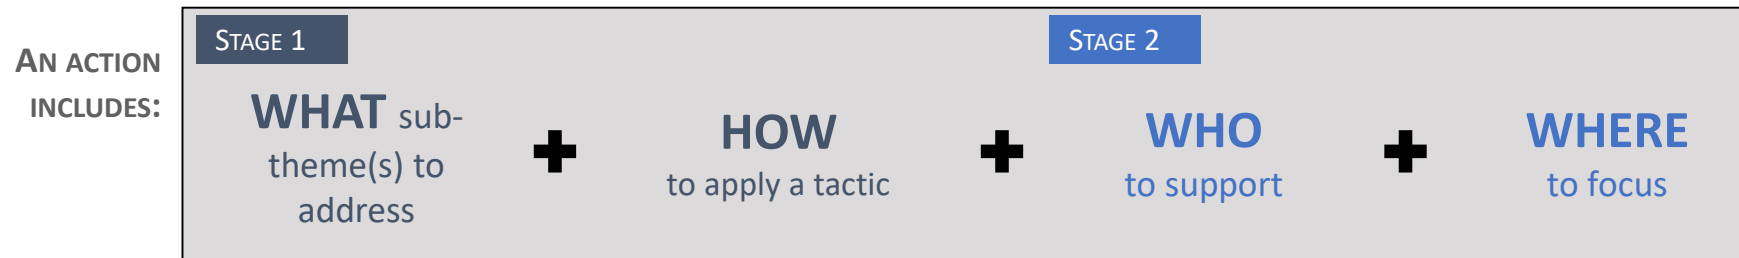 AN ACTION
INCLUDES:
STAGE 1
WHAT sub-
theme(s) to
address
HOW
to apply a tactic
STAGE 2
WHO
to support
WHERE
to focus